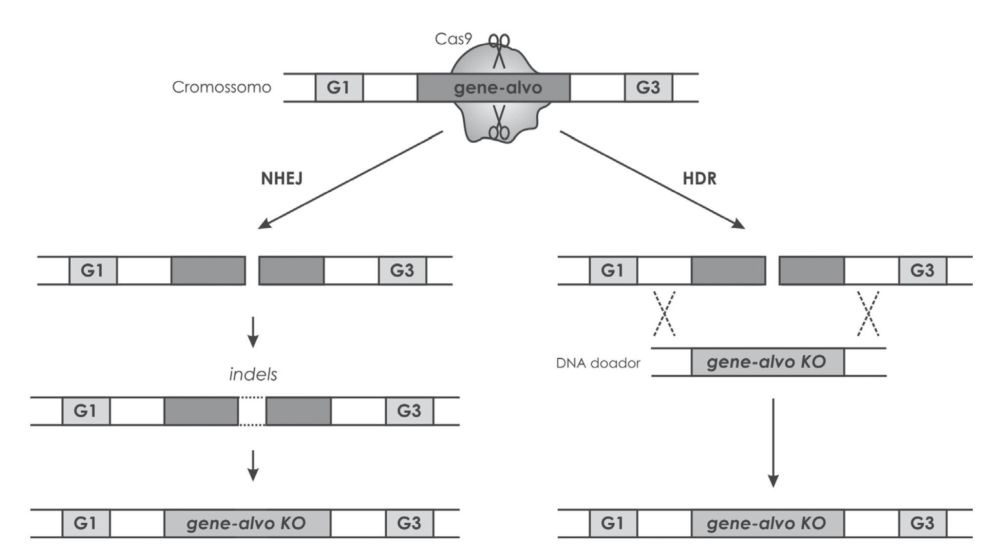 Cas9
Cromossomo
G1 gene-alvo G3
NHEJ
HDR
G1 G3
G1 G3
DNA doador
gene-alvo KO
indels
G1 G3
G1 gene-alvo KO G3
G1 gene-alvo KO G3